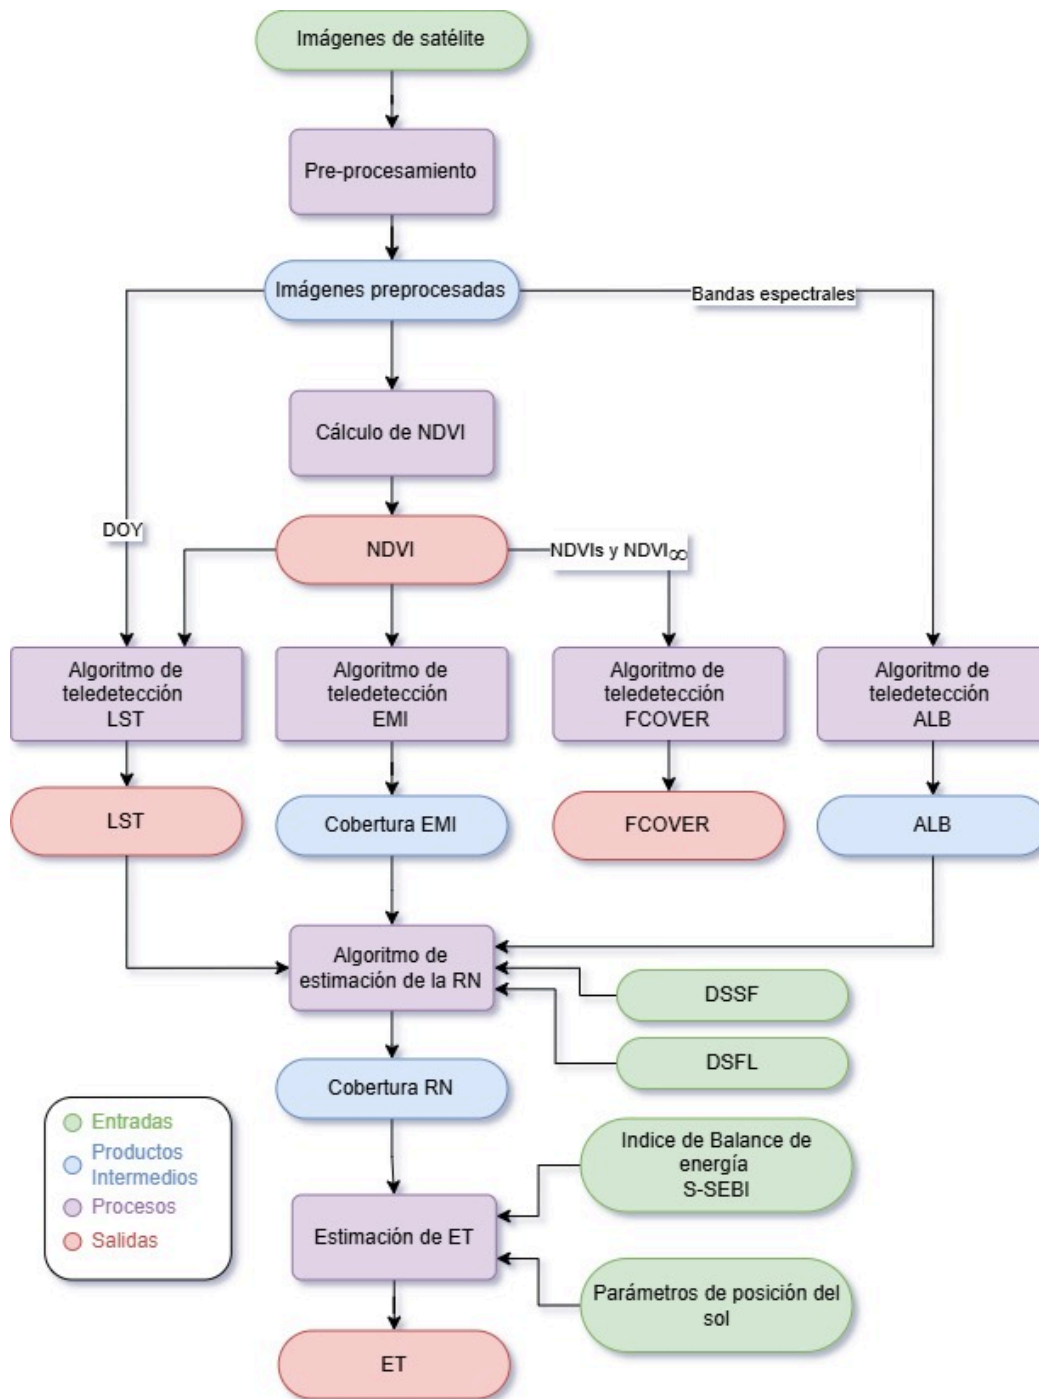 Imágenes de satélite
Pre-procesamiento
Imágenes preprocesadas
Bandas espectrales
Cálculo de NDVI
DOY
NDVI
NDVIs y NDVI∞
Algoritmo de
teledetección
LST
Algoritmo de
teledetección
EMI
Algoritmo de
teledetección
FCOVER
Algoritmo de
teledetección
ALB
LST
Cobertura EMI
FCOVER
ALB
Algoritmo de
estimación de la RN
DSSF
DSFL
Cobertura RN
Entradas
Productos
Intermedios
Procesos
Salidas
Indice de Balance de
energía
S-SEBI
Estimación de ET
Parámetros de posición del
sol
ET